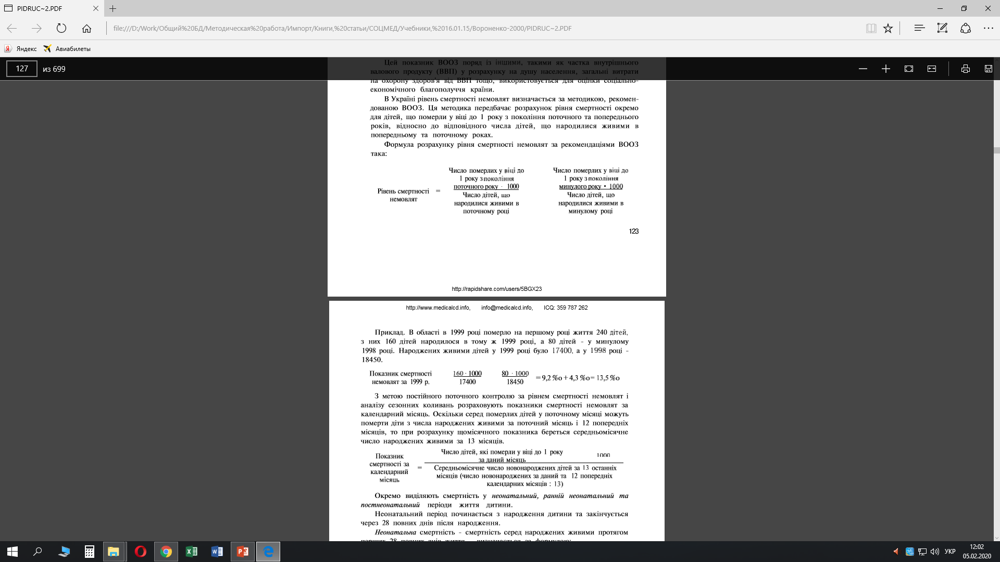 PIDRUC~2.PDF
file:///D:/Work/Общий%20БД/Методическая%20работа/Импорт/Книги,%20статьи/СОЦМЕД/Учебники,%2016.01.15/Вороненко-2000/PIDRUC~2.PDF
Яндекс Авиабилеты
127 из 699
Цей показник ВООЗ поряд із іншими, такими як частка внутрішнього
валового продукту (ВВП) у розрахунку на душу населення, загальні витрати
на охорону здоров'я від ВВП тощо, використовується для оцінки соціально-
економічного благополуччя країни.
В Україні рівень смертності немовлят визначається за методикою, рекомен-
дованою ВООЗ. Ця методика передбачає розрахунок рівня смертності окремо
для дітей, що померли у віці до 1 року з покоління поточного та попереднього
років, відносно до відповідного числа дітей, що народилися живими в
попередньому та поточному роках.
Формула розрахунку рівня смертності немовлят за рекомендаціями ВООЗ
така:
Рівень смертності
немовлят
=
Число померлих у віці до
1 року з покоління
поточного року · 1000
Число дітей, що
народилися живими в
поточному році
Число померлих у віці до
1 року з покоління
минулого року • 1000
Число дітей, що
народилися живими в
минулому році
123
http://rapidshare.com/users/5BGX23
http://www.medicalcd.info, info@medicalcd.info, ICQ: 359 787 262
Приклад. В області в 1999 році померло на першому році життя 240 дітей,
з них 160 дітей народилося в тому ж 1999 році, а 80 дітей - у минулому
1998 році. Народжених живими дітей у 1999 році було 17400, а у 1998 році -
18450.
Показник смертності
немовлят за 1999 р.
160 · 1000
17400
80 · 1000
18450
= 9,2 %о + 4,3 %о = 13,5 %о
З метою постійного поточного контролю за рівнем смертності немовлят і
аналізу сезонних коливань розраховують показники смертності немовлят за
календарний місяць. Оскільки серед померлих дітей у поточному місяці можуть
померти діти з числа народжених живими за поточний місяць і 12 попередніх
місяців, то при розрахунку щомісячного показника береться середньомісячне
число народжених живими за 13 місяців.
Показник
смертності за
календарний
місяць
=
Число дітей, які померли у віці до 1 року
за даний місяць
1000
Середньомісячне число новонароджених дітей за 13 останніх
місяців (число новонароджених за даний та 12 попередніх
календарних місяців : 13)
Окремо виділяють смертність у неонатальний, ранній неонатальний та
постнеонатальний періоди життя дитини.
Неонатальний період починається з народження дитини та закінчується
через 28 повних днів після народження.
Неонатальна смертність - смертність серед народжених живими протягом
перших 28 повних днів життя визначається за формулою:
УКР
12:02
05.02.2020